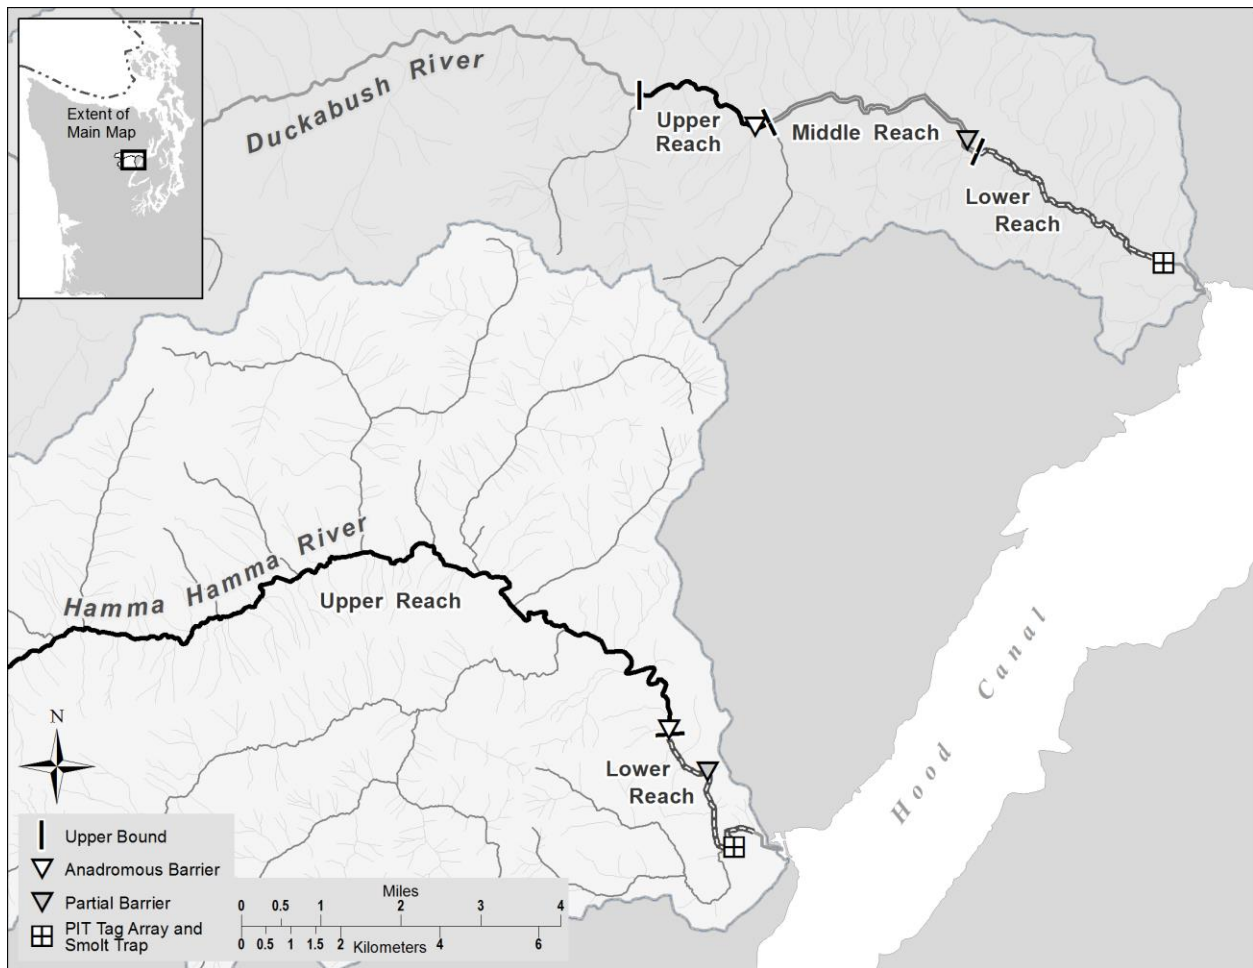 Extent of
Main Map
Duckabush River
Upper
Reach
Middle Reach
Lower
Reach
Hamma Hamma River
Upper Reach
Lower
Reach
Hood Canal
N
Upper Bound
Anadromous Barrier
Partial Barrier
PIT Tag Array and
Smolt Trap
Miles
0 0.5 1 2 3 4
0 0.5 1 1.5 2 4 6
Kilometers